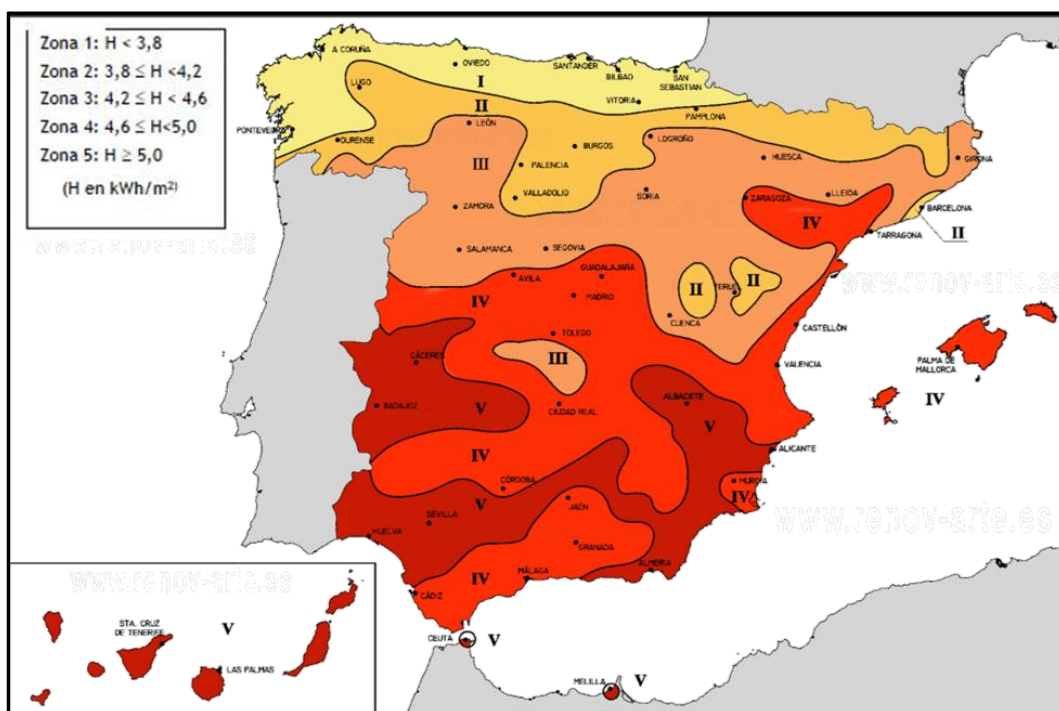 Zona 1: H < 3,8
Zona 2: 3,8 ≤ H <4,2
Zona 3: 4,2 ≤ H < 4,6
Zona 4: 4,6 ≤ H<5,0
Zona 5: H ≥ 5,0
(H en kWh/m²)
A CORUÑA
OVIEDO
SANTANDER
BILBAO
SAN
SEBASTIAN
I
LUGO
VITORIA
II
PAMPLONA
PONTEVEDRA
LEÓN
OURENSE
LOGROÑO
BURGOS
HUESCA
GIRONA
III
PALENCIA
VALLADOLID
SORIA
ZARAGOZA
LLEIDA
ZAMORA
IV
BARCELONA
II
TARRAGONA
www.renov-arte.es
SALAMANCA
SEGOVIA
AVILA
GUADALAJARA
IV
MADRID
II
TERUEL
II
www.renov-arte.es
CUENCA
TOLEDO
CASTELLÓN
CÁCERES
III
VALENCIA
PALMA DE
MALLORCA
IV
BADAJOZ
V
CIUDAD REAL
ALBACETE
V
IV
ALICANTE
CÓRDOBA
MURCIA
IV
V
JAÉN
SEVILLA
HUELVA
www.renov-arte.es
GRANADA
www.renov-arte.es
IV
MÁLAGA
ALMERIA
CÁDIZ
STA. CRUZ
DE TENERIFE
V
LAS PALMAS
CEUTA
V
MELILLA
V